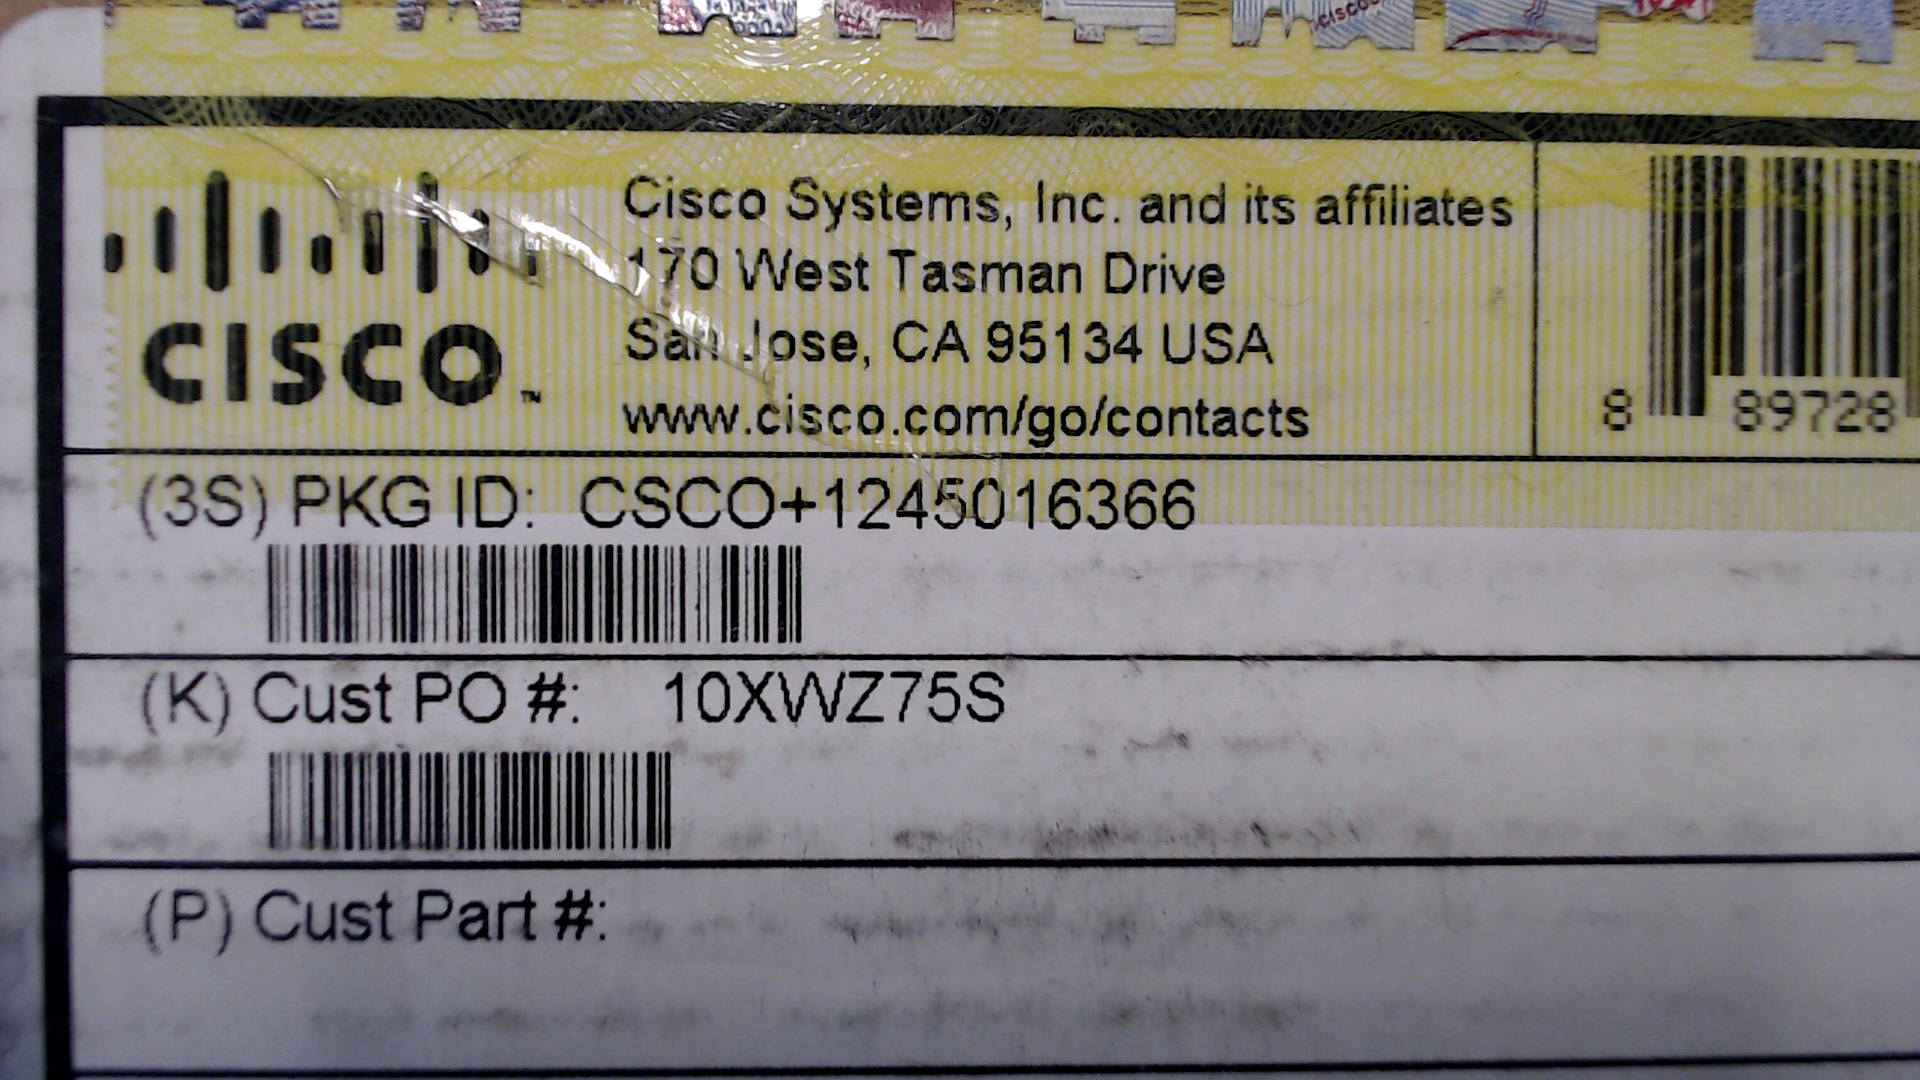 cisco
Cisco Systems, Inc. and its affiliates
170 West Tasman Drive
San Jose, CA 95134 USA
www.cisco.com/go/contacts
CISCO™
8 89728
(3S) PKG ID: CSCO+1245016366
(K) Cust PO #: 10XWZ75S
(P) Cust Part #: